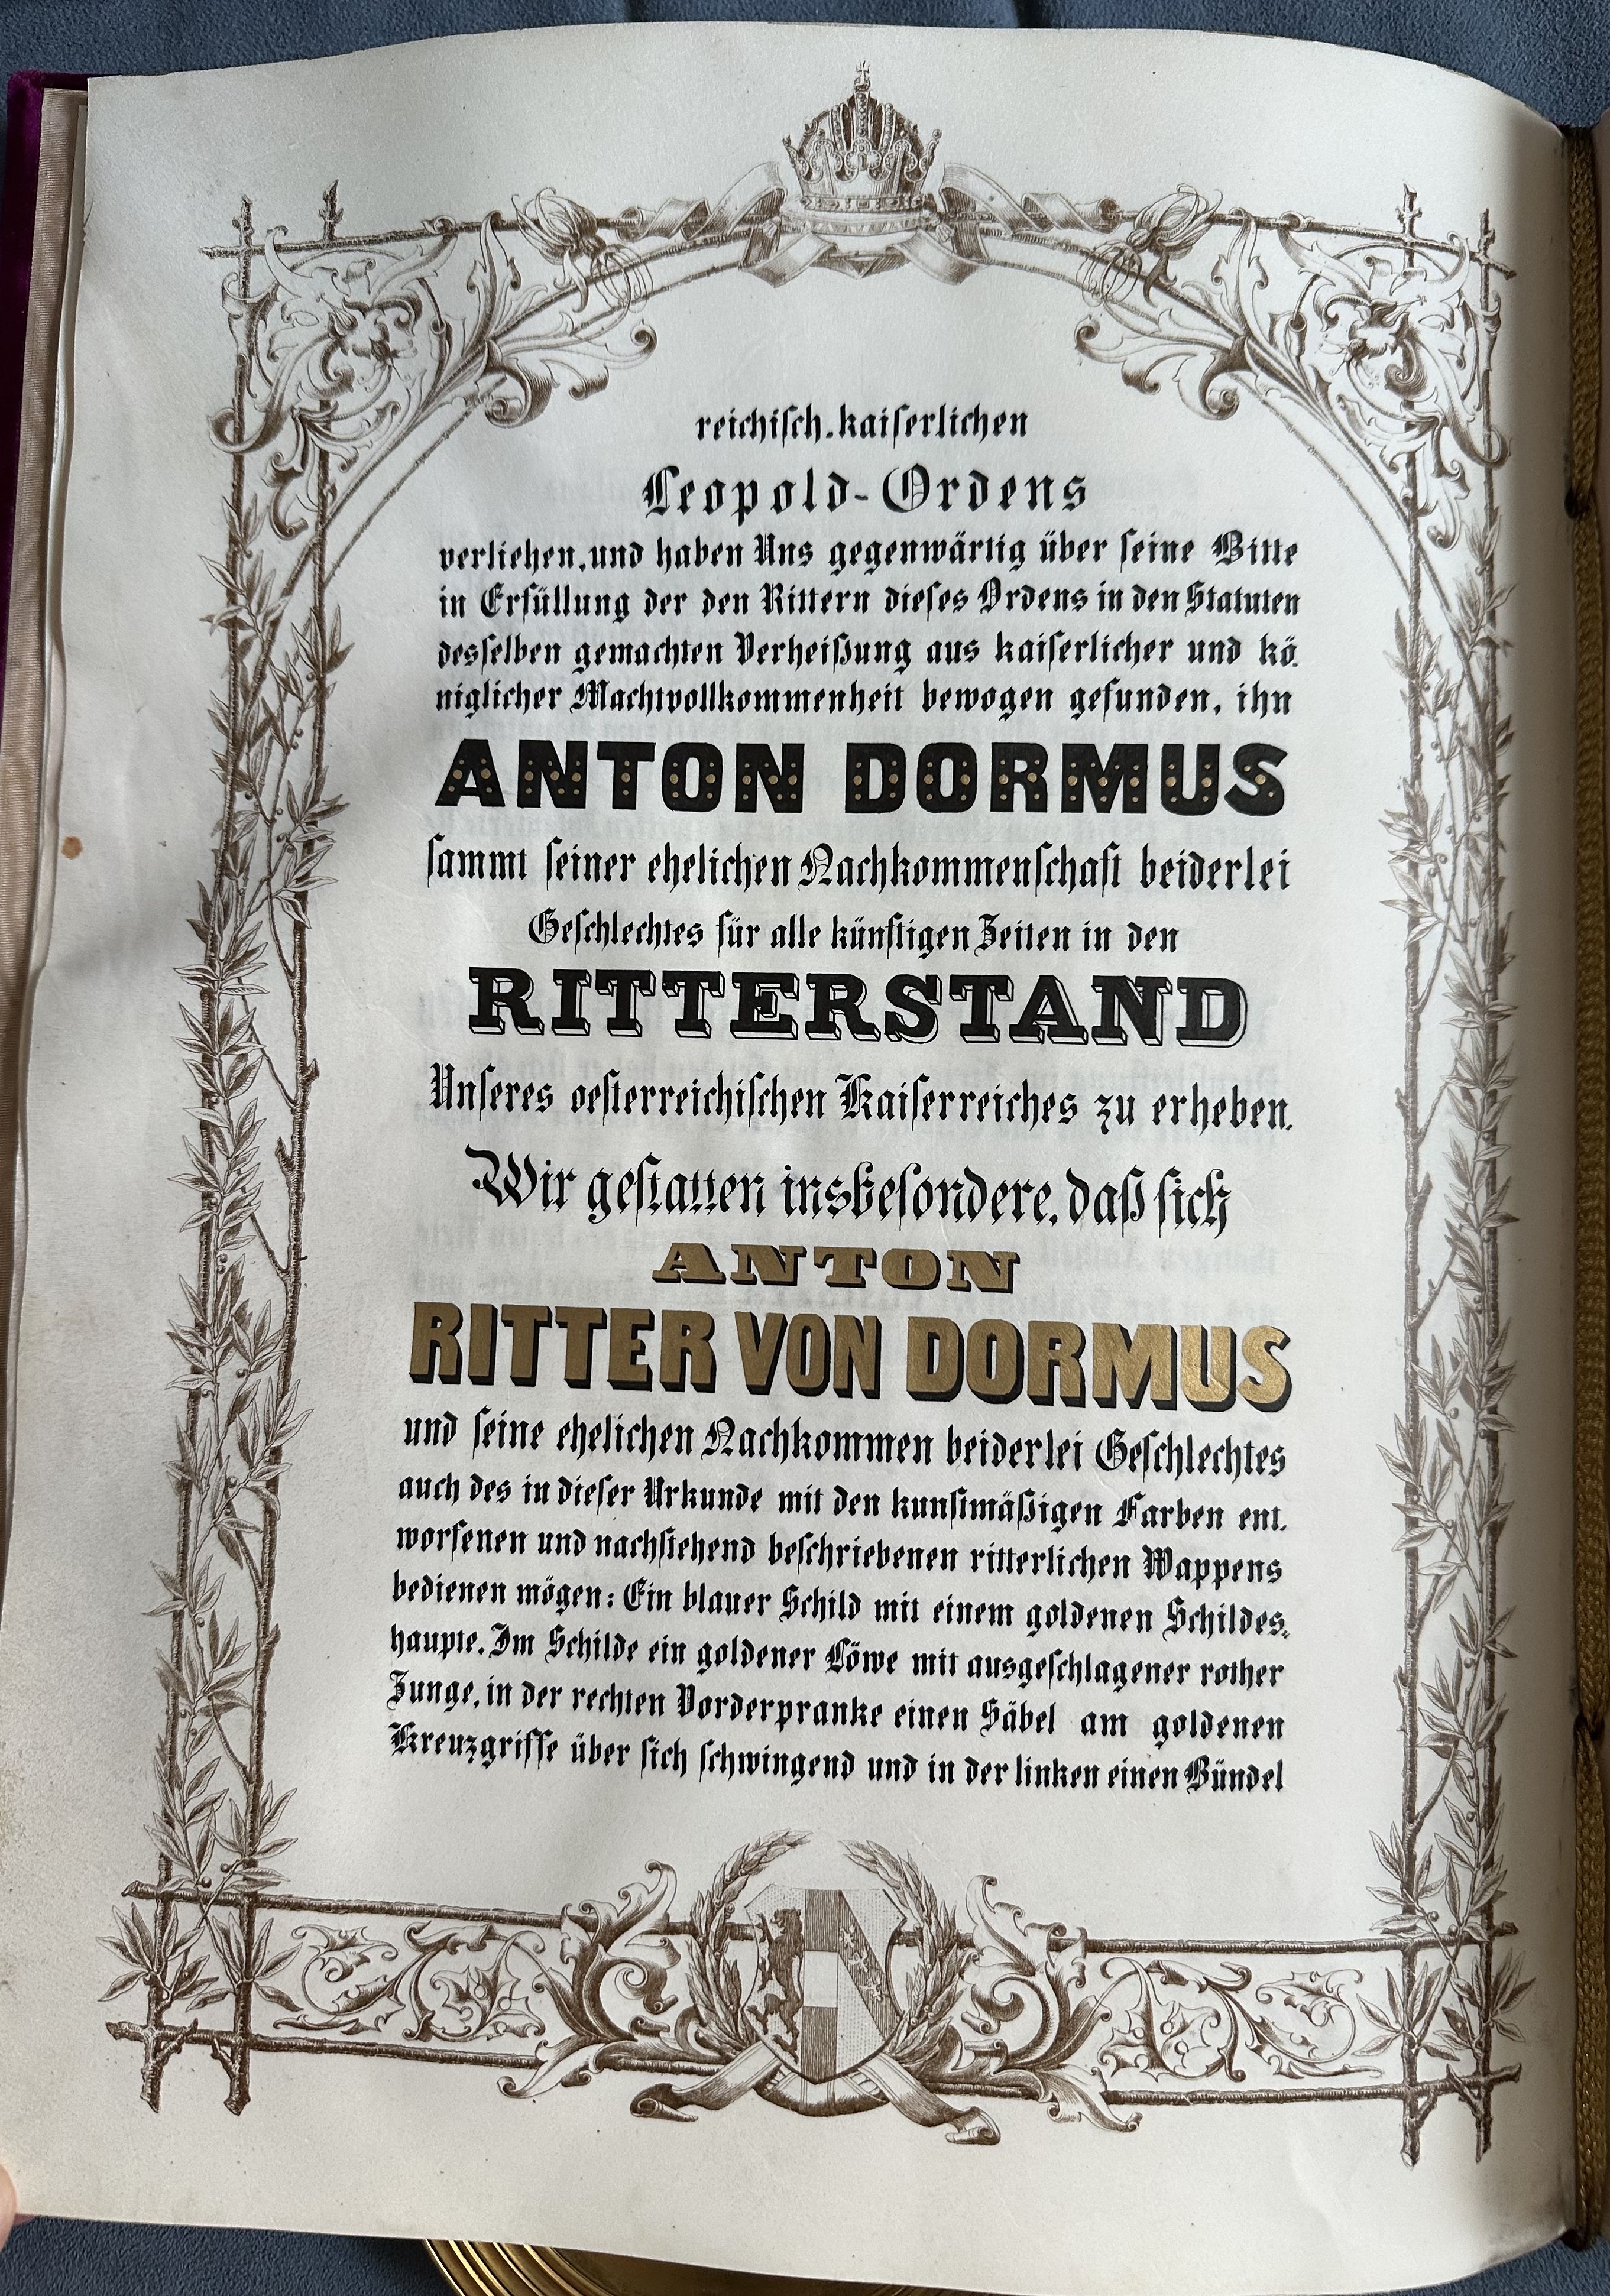 reichisch-kaiserlichen
Leopold-Ordens
verliehen, und haben Uns gegenwärtig über seine Bitte
in Erfüllung der den Rittern dieses Ordens in den Statuten
desselben gemachten Verheißung aus kaiserlicher und kö-
niglicher Machtvollkommenheit bewogen gefunden, ihn
ANTON DORMUS
sammt seiner ehelichen Nachkommenschaft beiderlei
Geschlechtes für alle künftigen Zeiten in den
RITTERSTAND
Unseres oesterreichischen Kaiserreiches zu erheben.
Wir gestatten insbesondere, daß sich
ANTON
RITTER VON DORMUS
und seine ehelichen Nachkommen beiderlei Geschlechtes
auch des in dieser Urkunde mit den kunstmäßigen Farben ent-
worfenen und nachstehend beschriebenen ritterlichen Wappens
bedienen mögen: Ein blauer Schild mit einem goldenen Schildes-
haupte. Im Schilde ein goldener Löwe mit ausgeschlagener rother
Zunge, in der rechten Vorderpranke einen Säbel am goldenen
Kreuzgriffe über sich schwingend und in der linken einen Bündel